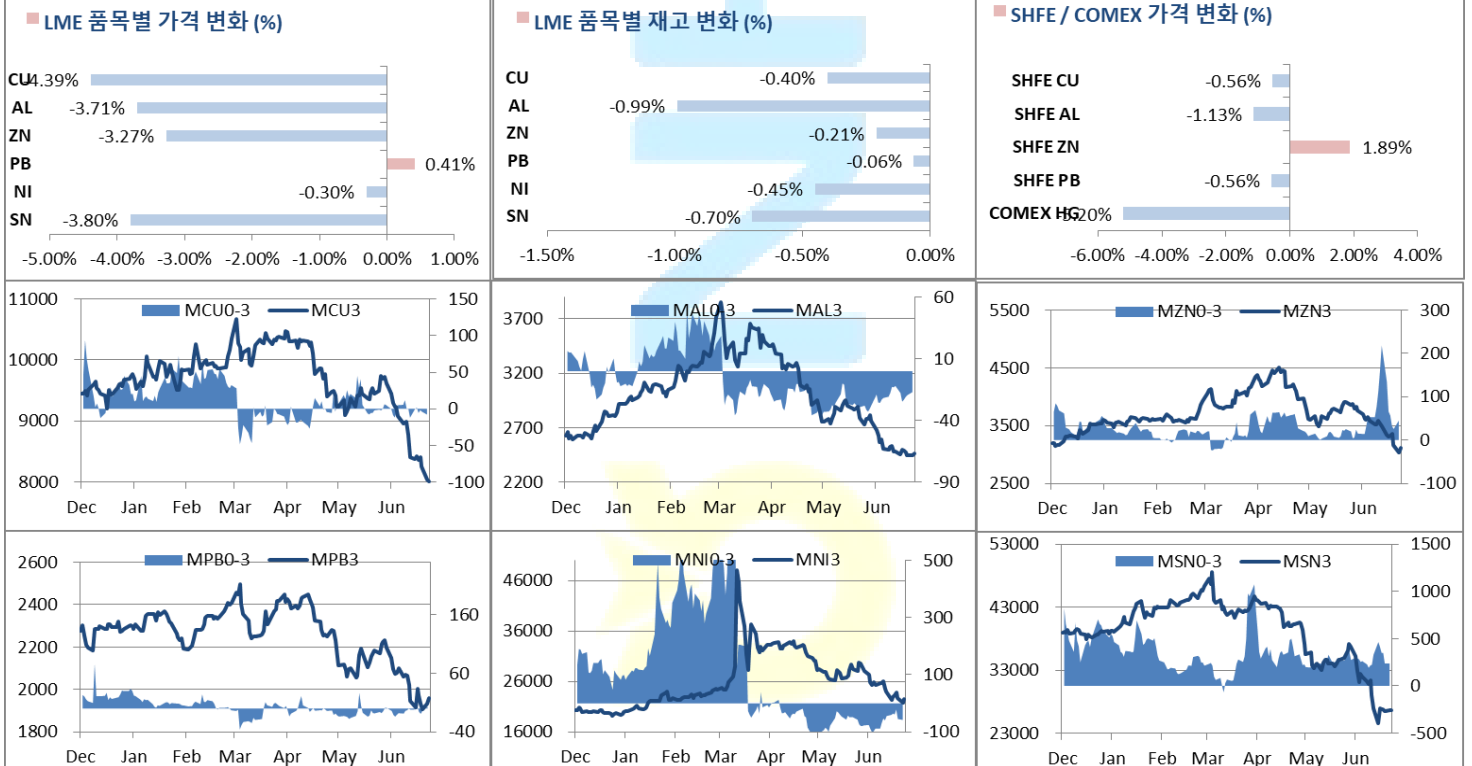 LME 품목별 가격 변화 (%)
CU -4.39%
AL -3.71%
ZN -3.27%
PB 0.41%
NI -0.30%
SN -3.80%
-5.00% -4.00% -3.00% -2.00% -1.00% 0.00% 1.00%
LME 품목별 재고 변화 (%)
CU -0.40%
AL -0.99%
ZN -0.21%
PB -0.06%
NI -0.45%
SN -0.70%
-1.50% -1.00% -0.50% 0.00%
SHFE / COMEX 가격 변화 (%)
SHFE CU -0.56%
SHFE AL -1.13%
SHFE ZN 1.89%
SHFE PB -0.56%
COMEX HG -5.20%
-6.00% -4.00% -2.00% 0.00% 2.00% 4.00%
MCU0-3 MCU3
11000 150
100
10000 50
0
9000 -50
8000 -100
Dec Jan Feb Mar Apr May Jun
MAL0-3 MAL3
60
3700
10
3200
2700 -40
2200 -90
Dec Jan Feb Mar Apr May Jun
MZN0-3 MZN3
5500 300
200
4500
100
3500 0
2500 -100
Dec Jan Feb Mar Apr May Jun
MPB0-3 MPB3
2600
2400 160
2200
60
2000
1800 -40
Dec Jan Feb Mar Apr May Jun
MNI0-3 MNI3
500
46000
300
36000
100
26000
16000 -100
Dec Jan Feb Mar Apr May Jun
MSN0-3 MSN3
53000 1500
43000 1000
500
33000 0
23000 -500
Dec Jan Feb Mar Apr May Jun